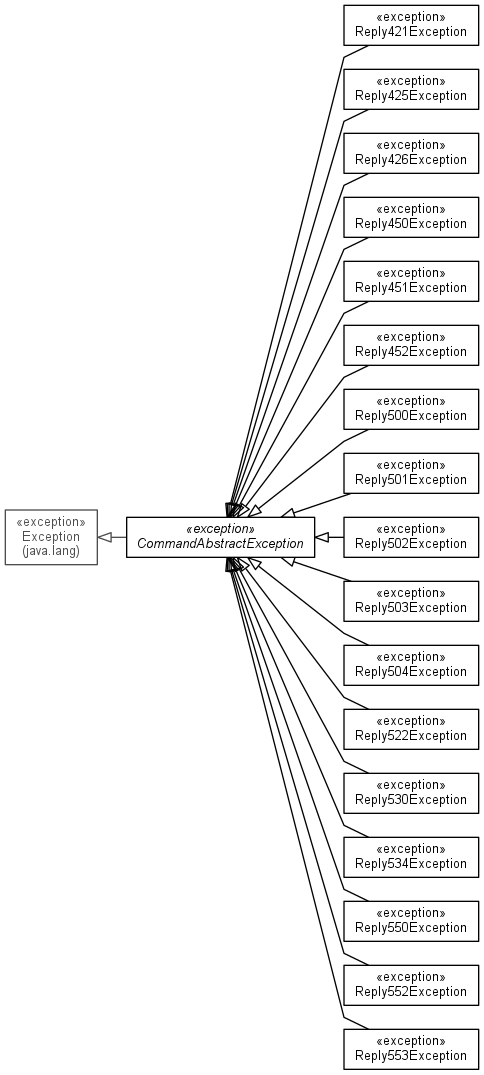 «exception»
Reply421Exception
«exception»
Reply425Exception
«exception»
Reply426Exception
«exception»
Reply450Exception
«exception»
Reply451Exception
«exception»
Reply452Exception
«exception»
Reply500Exception
«exception»
Reply501Exception
«exception»
Exception
(java.lang)
«exception»
CommandAbstractException
«exception»
Reply502Exception
«exception»
Reply503Exception
«exception»
Reply504Exception
«exception»
Reply522Exception
«exception»
Reply530Exception
«exception»
Reply534Exception
«exception»
Reply550Exception
«exception»
Reply552Exception
«exception»
Reply553Exception